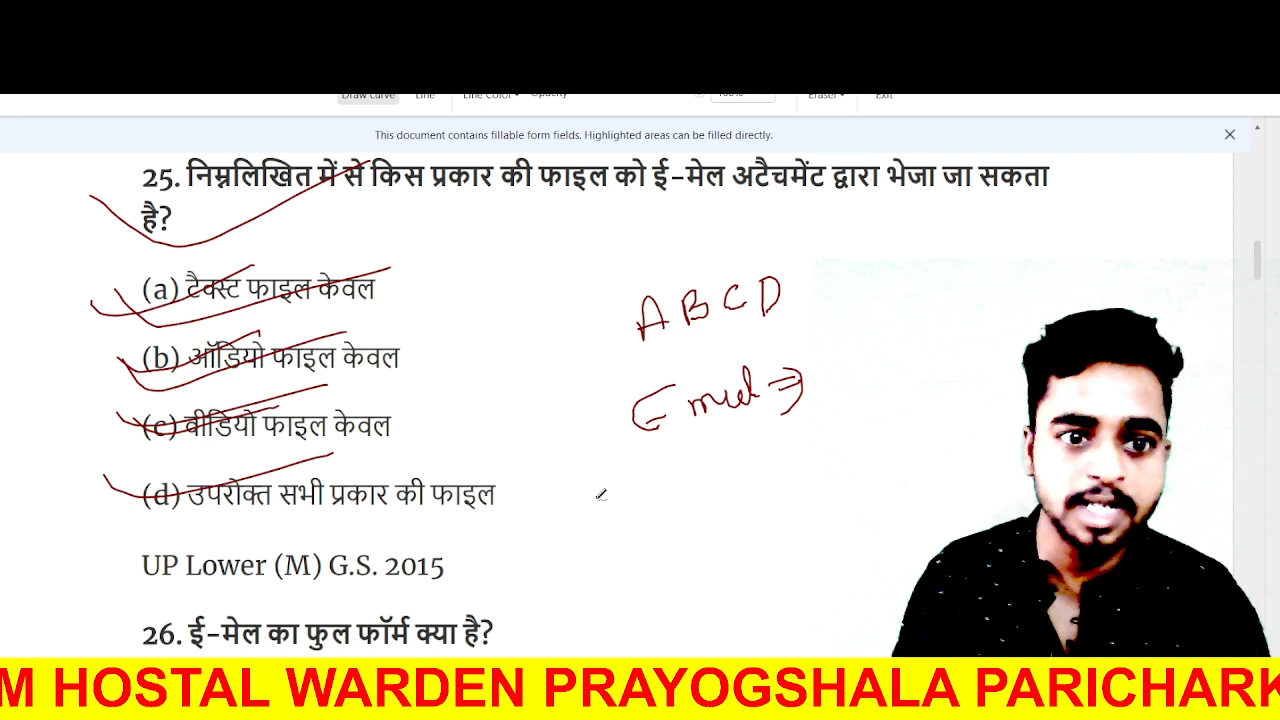 This document contains fillable form fields. Highlighted areas can be filled directly.
25. निम्नलिखित में से किस प्रकार की फाइल को ई-मेल अटैचमेंट द्वारा भेजा जा सकता
है?
(a) टैक्स्ट फाइल केवल
(b) ऑडियो फाइल केवल
(c) वीडियो फाइल केवल
(d) उपरोक्त सभी प्रकार की फाइल
A B C D
UP Lower (M) G.S. 2015
26. ई-मेल का फुल फॉर्म क्या है?
M HOSTAL WARDEN PRAYOGSHALA PARICHARK